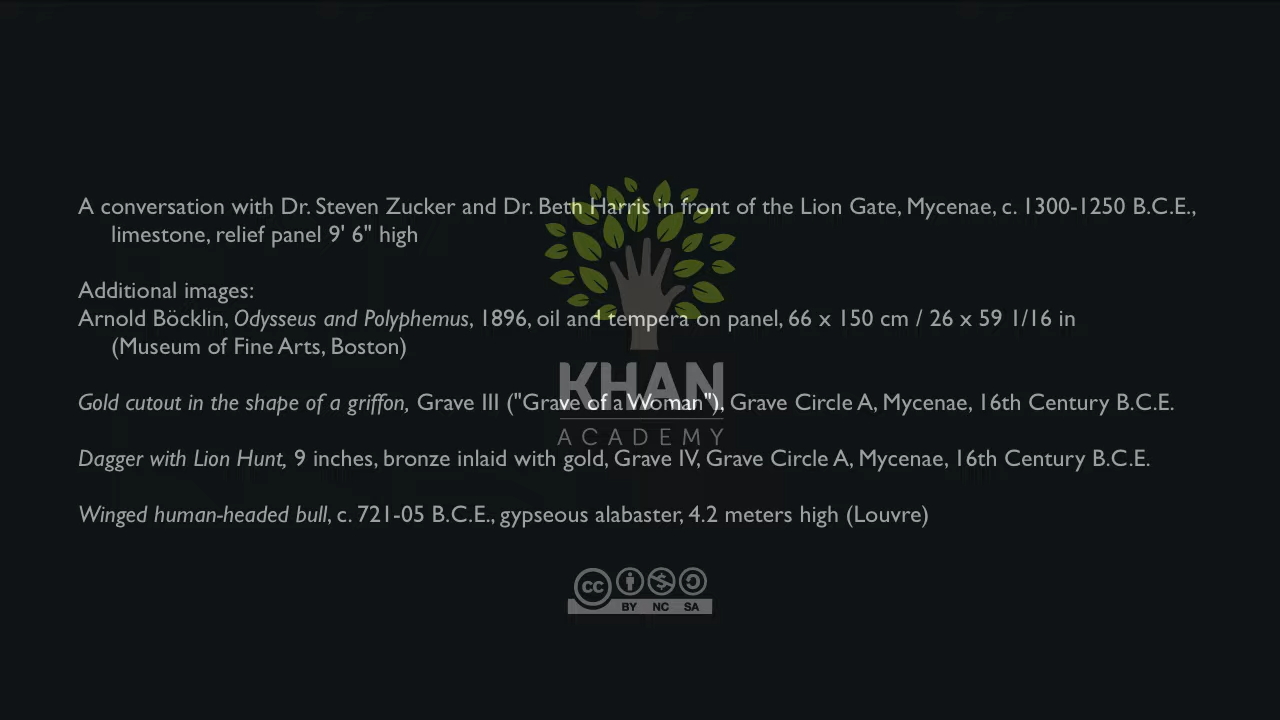 A conversation with Dr. Steven Zucker and Dr. Beth Harris in front of the Lion Gate, Mycenae, c. 1300-1250 B.C.E.,
limestone, relief panel 9' 6" high
Additional images:
Arnold Böcklin, Odysseus and Polyphemus, 1896, oil and tempera on panel, 66 x 150 cm / 26 x 59 1/16 in
(Museum of Fine Arts, Boston)
KHAN
Gold cutout in the shape of a griffon, Grave III ("Grave of a Woman"), Grave Circle A, Mycenae, 16th Century B.C.E.
ACADEMY
Dagger with Lion Hunt, 9 inches, bronze inlaid with gold, Grave IV, Grave Circle A, Mycenae, 16th Century B.C.E.
Winged human-headed bull, c. 721-05 B.C.E., gypseous alabaster, 4.2 meters high (Louvre)
cc
BY NC SA